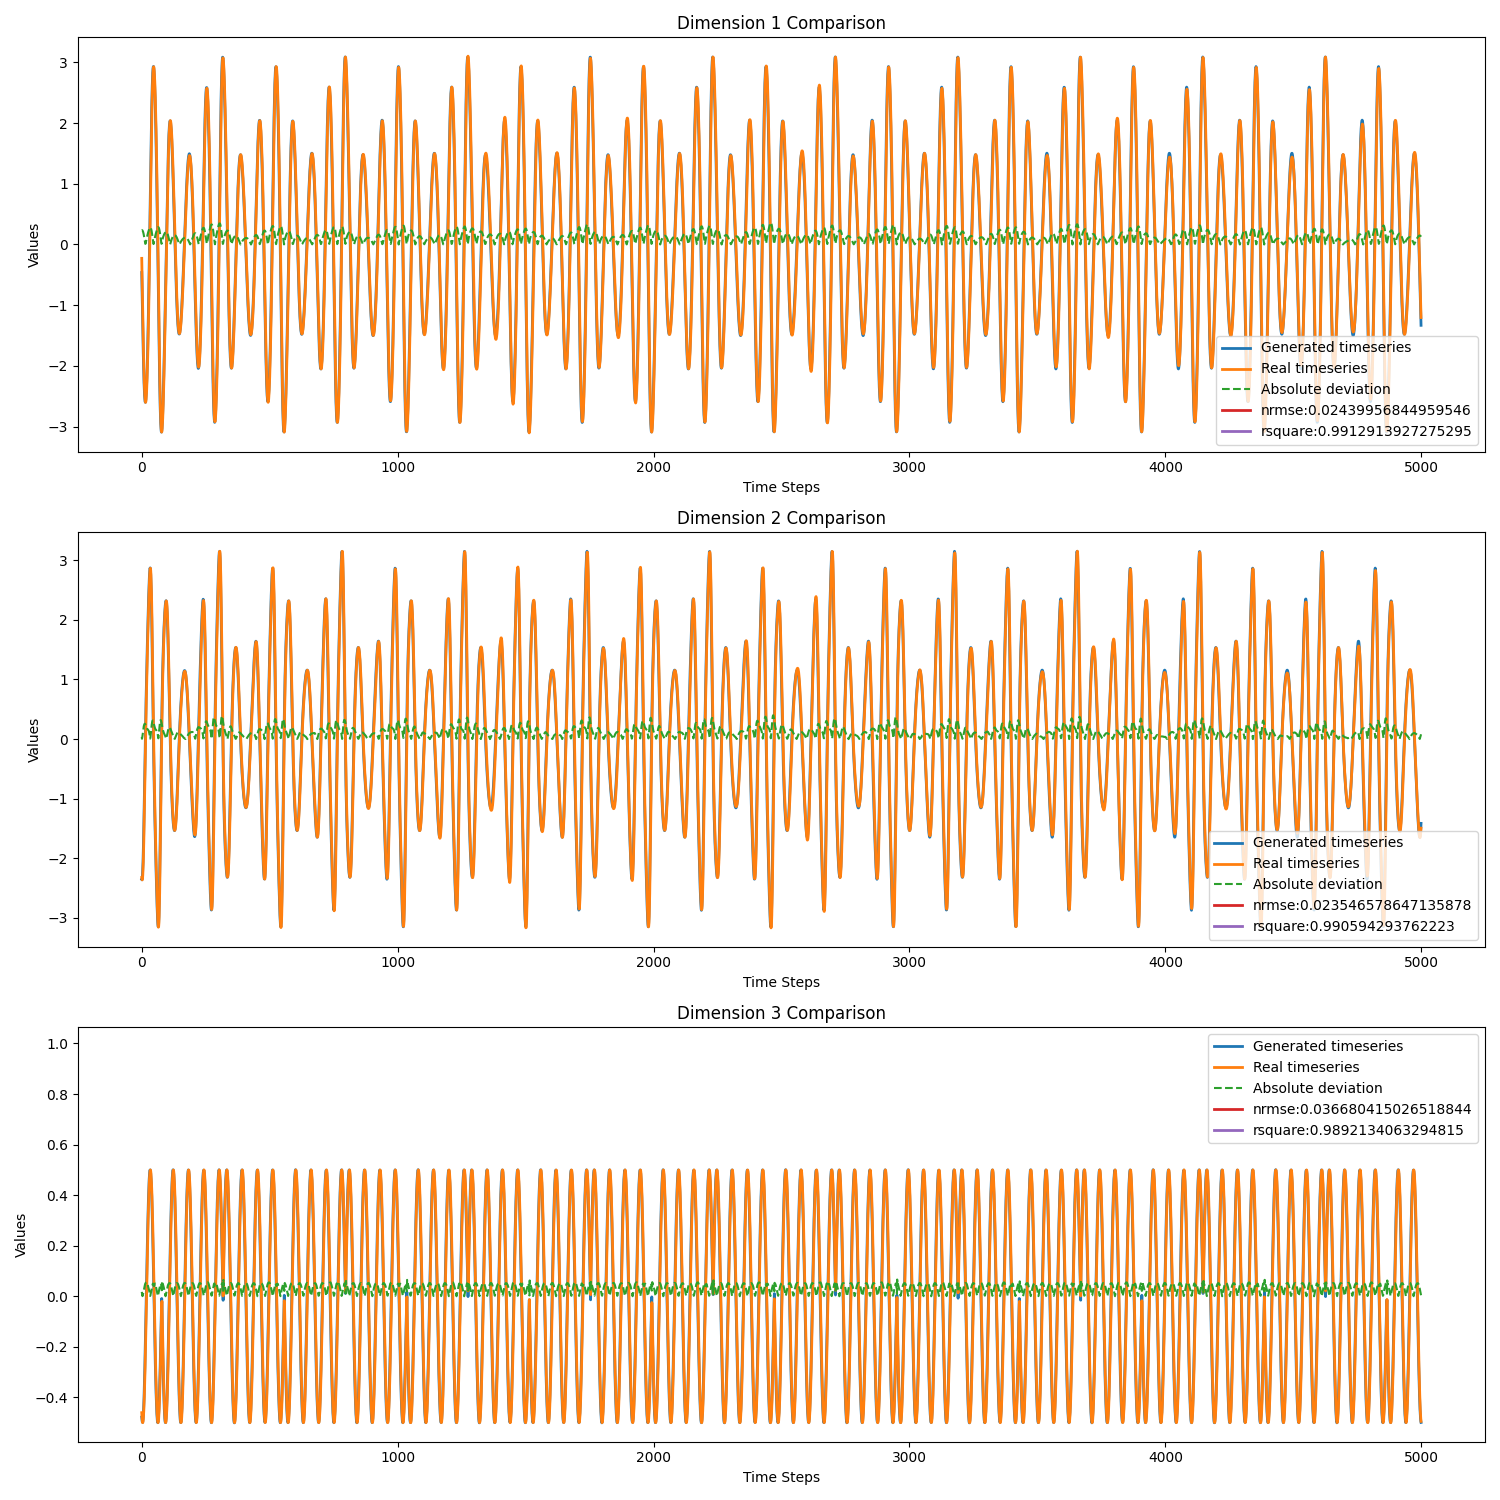 Dimension 1 Comparison
3
2
1
0
−1
−2
−3
Values
Generated timeseries
Real timeseries
Absolute deviation
nrmse:0.02439956844959546
rsquare:0.9912913927275295
0 1000 2000 3000 4000 5000
Time Steps
Dimension 2 Comparison
3
2
1
0
−1
−2
−3
Values
Generated timeseries
Real timeseries
Absolute deviation
nrmse:0.023546578647135878
rsquare:0.990594293762223
0 1000 2000 3000 4000 5000
Time Steps
Dimension 3 Comparison
1.0
0.8
0.6
0.4
0.2
0.0
−0.2
−0.4
Values
Generated timeseries
Real timeseries
Absolute deviation
nrmse:0.036680415026518844
rsquare:0.9892134063294815
0 1000 2000 3000 4000 5000
Time Steps